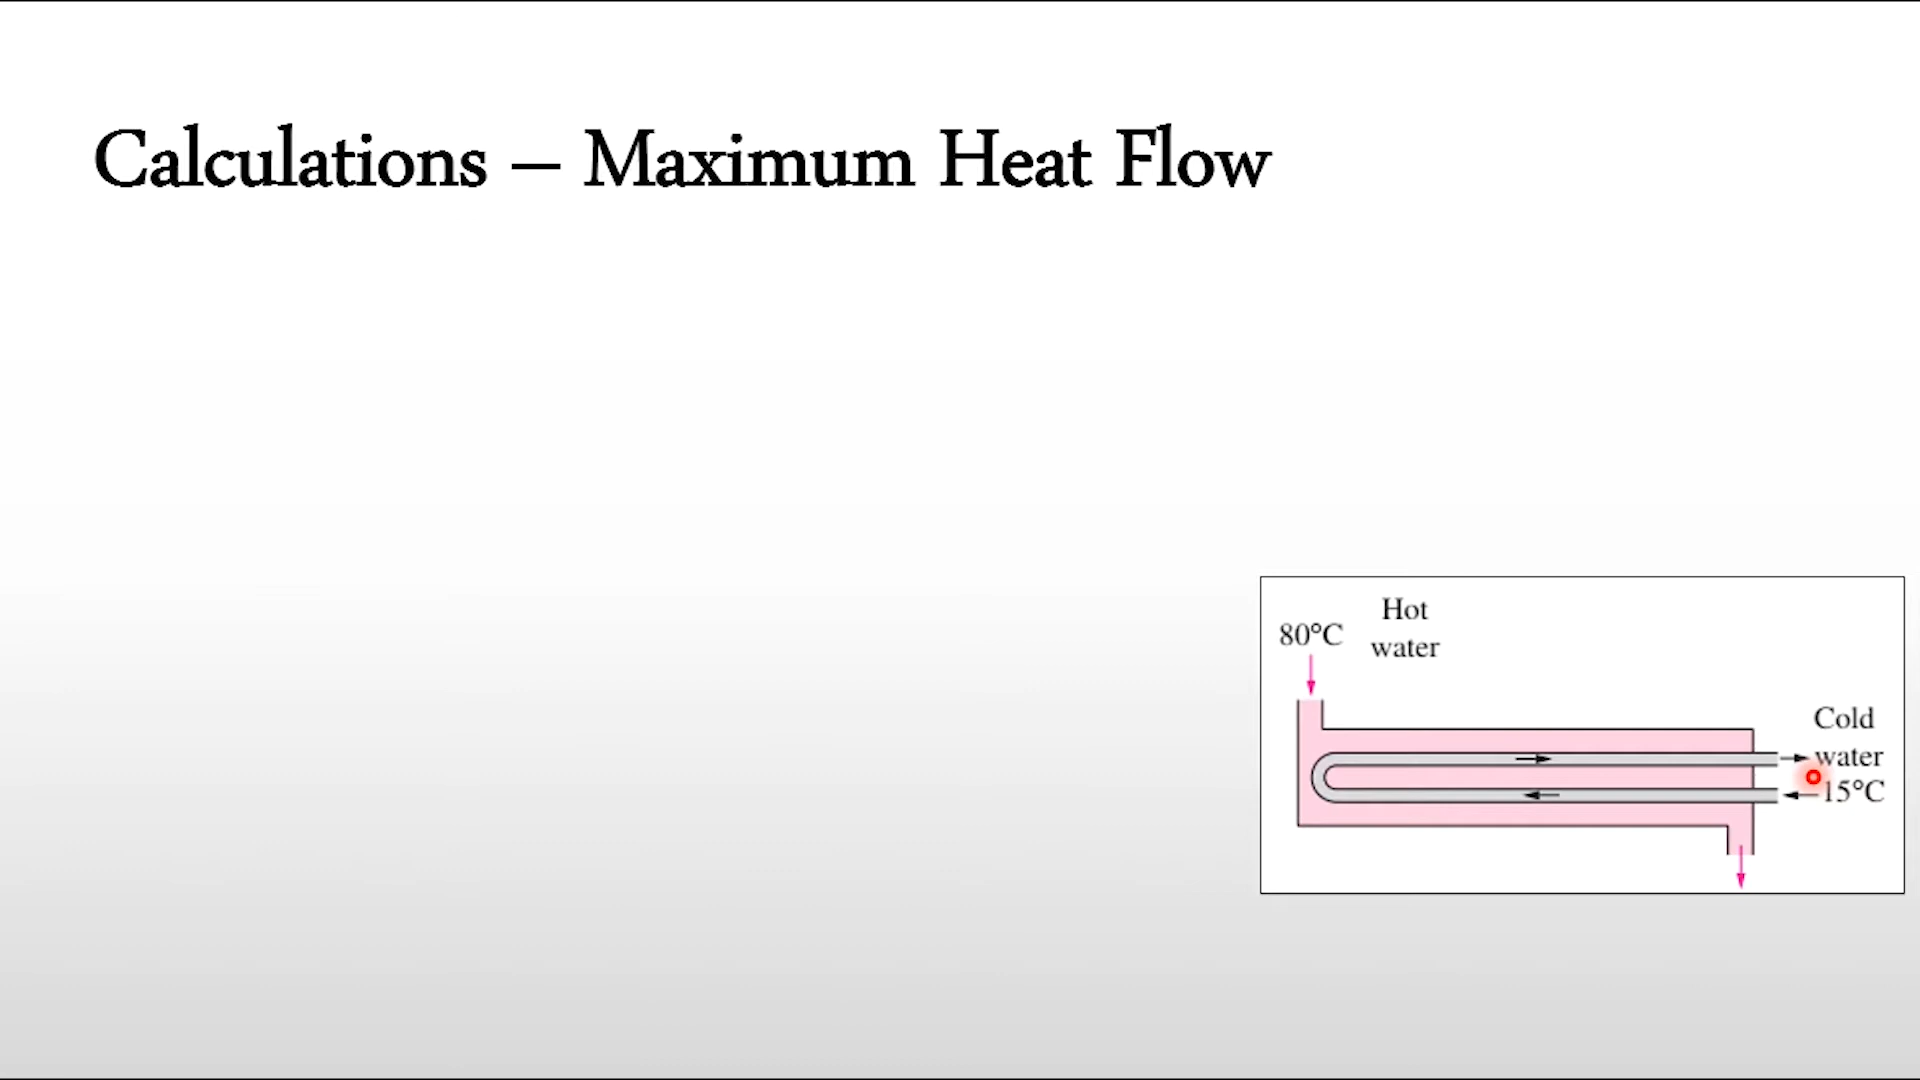 Calculations – Maximum Heat Flow
Hot
80°C water
Cold
water
15°C